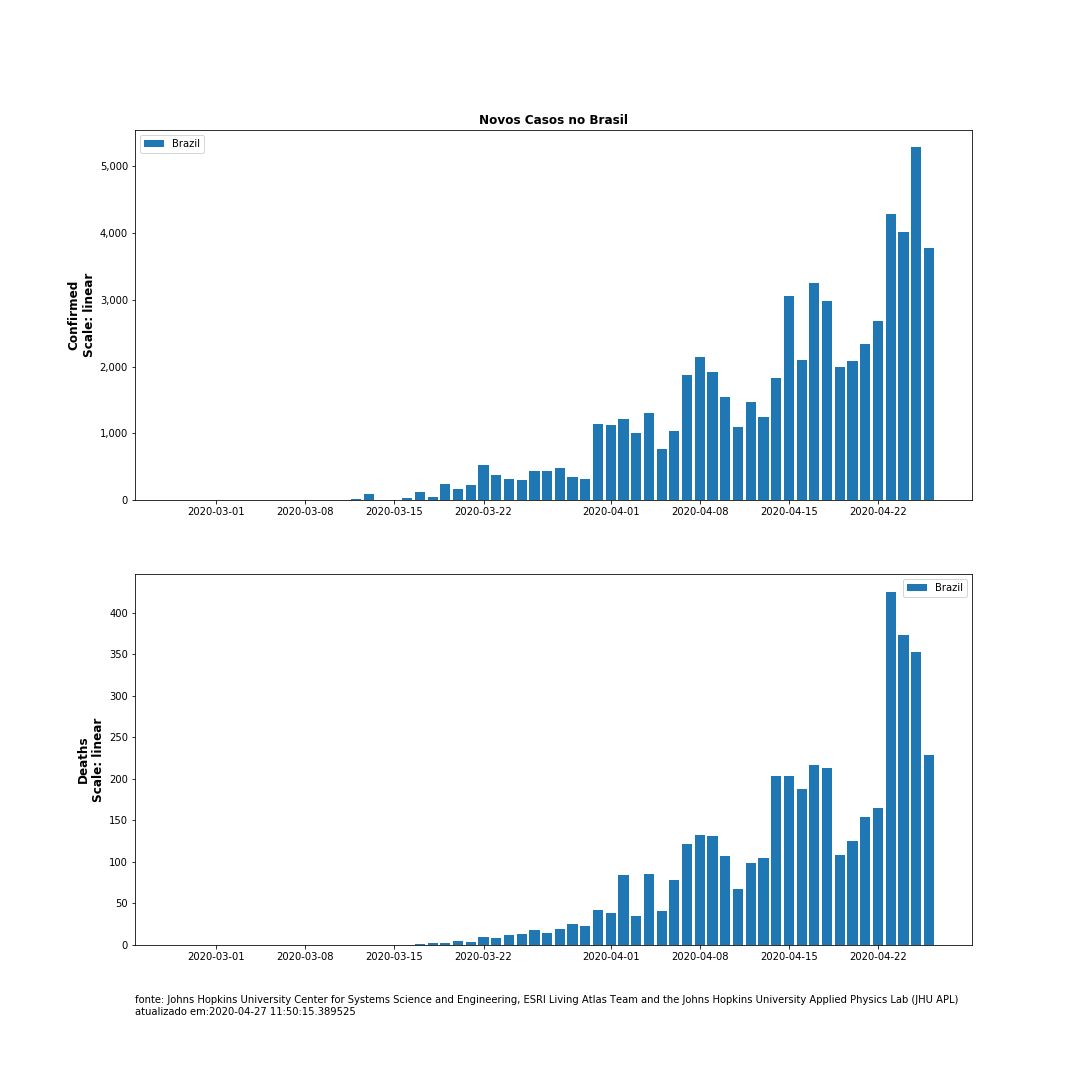 Novos Casos no Brasil
Brazil
Confirmed
Scale: linear
5,000
4,000
3,000
2,000
1,000
0
2020-03-01 2020-03-08 2020-03-15 2020-03-22 2020-04-01 2020-04-08 2020-04-15 2020-04-22
Brazil
Deaths
Scale: linear
400
350
300
250
200
150
100
50
0
2020-03-01 2020-03-08 2020-03-15 2020-03-22 2020-04-01 2020-04-08 2020-04-15 2020-04-22
fonte: Johns Hopkins University Center for Systems Science and Engineering, ESRI Living Atlas Team and the Johns Hopkins University Applied Physics Lab (JHU APL)
atualizado em:2020-04-27 11:50:15.389525